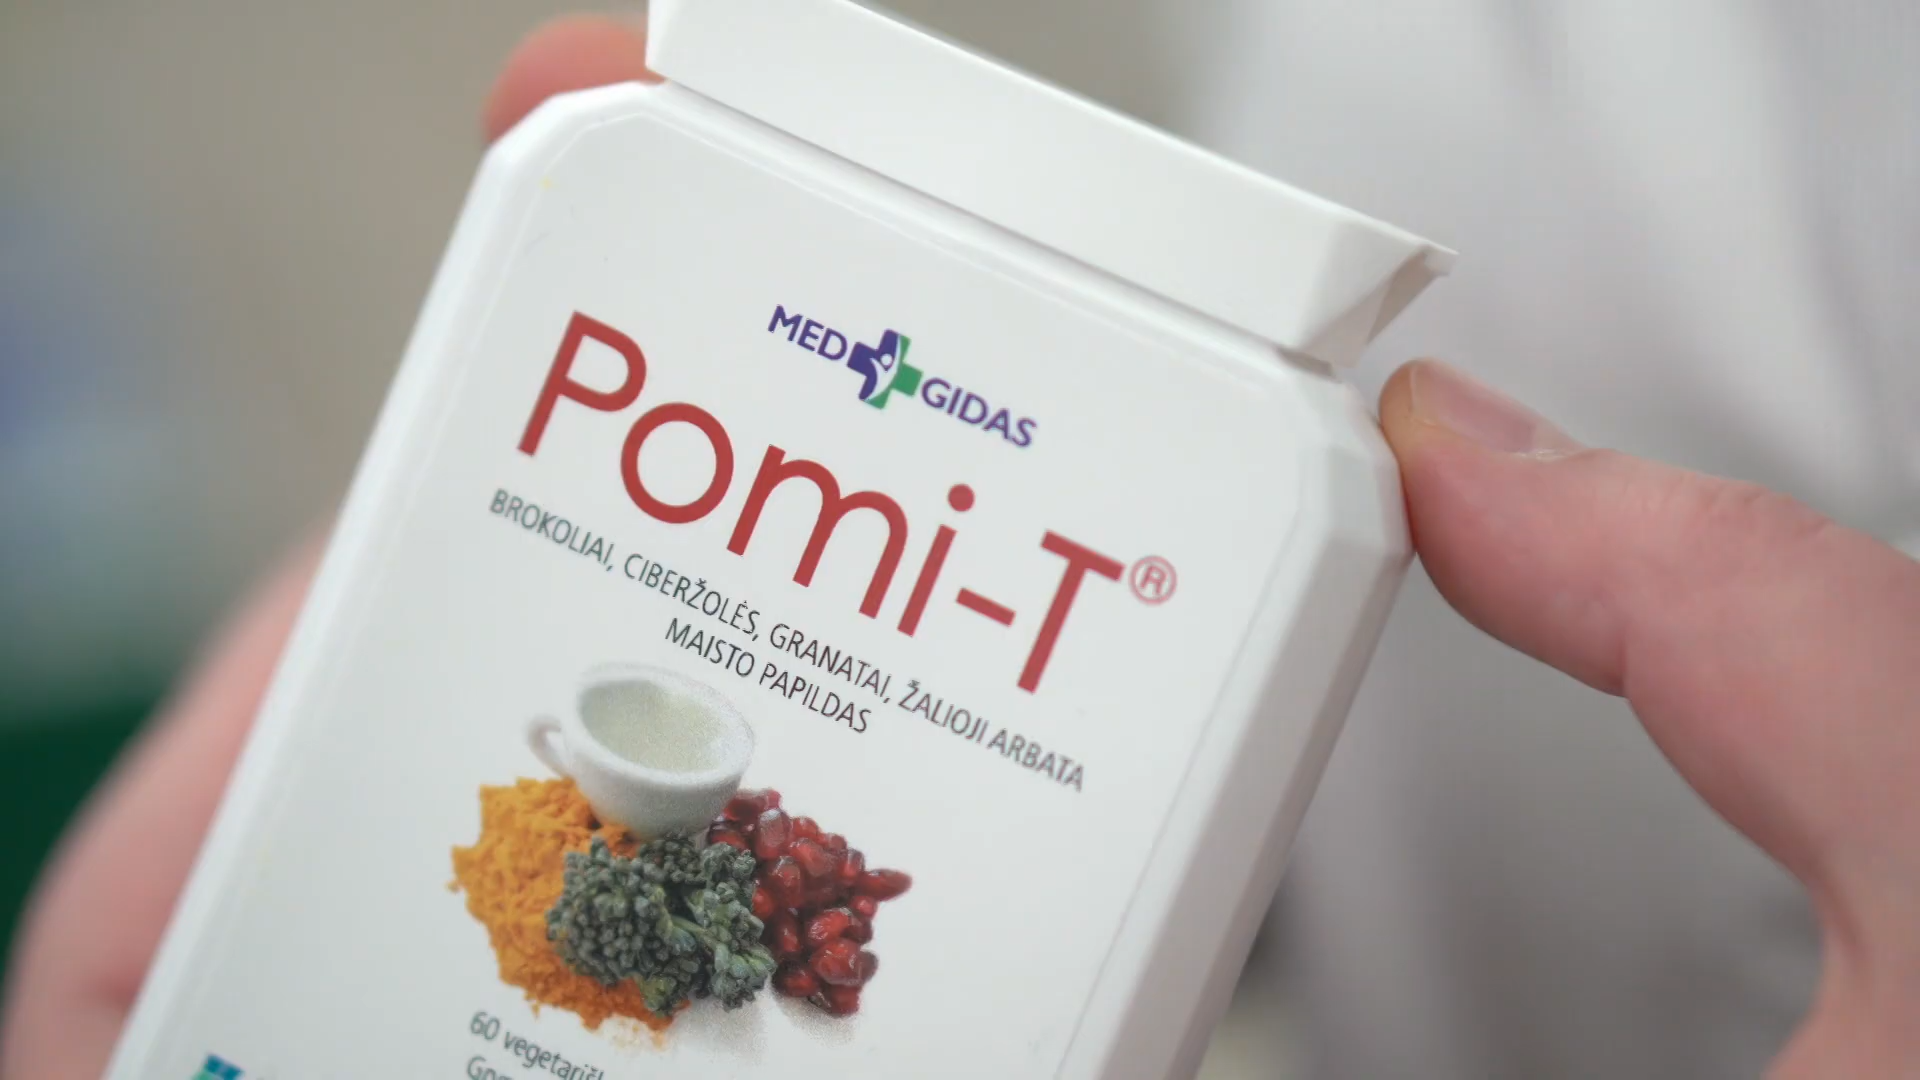 MED GIDAS
Pomi-T®
BROKOLIAI, CIBERŽOLĖS, GRANATAI, ŽALIOJI ARBATA
MAISTO PAPILDAS
60